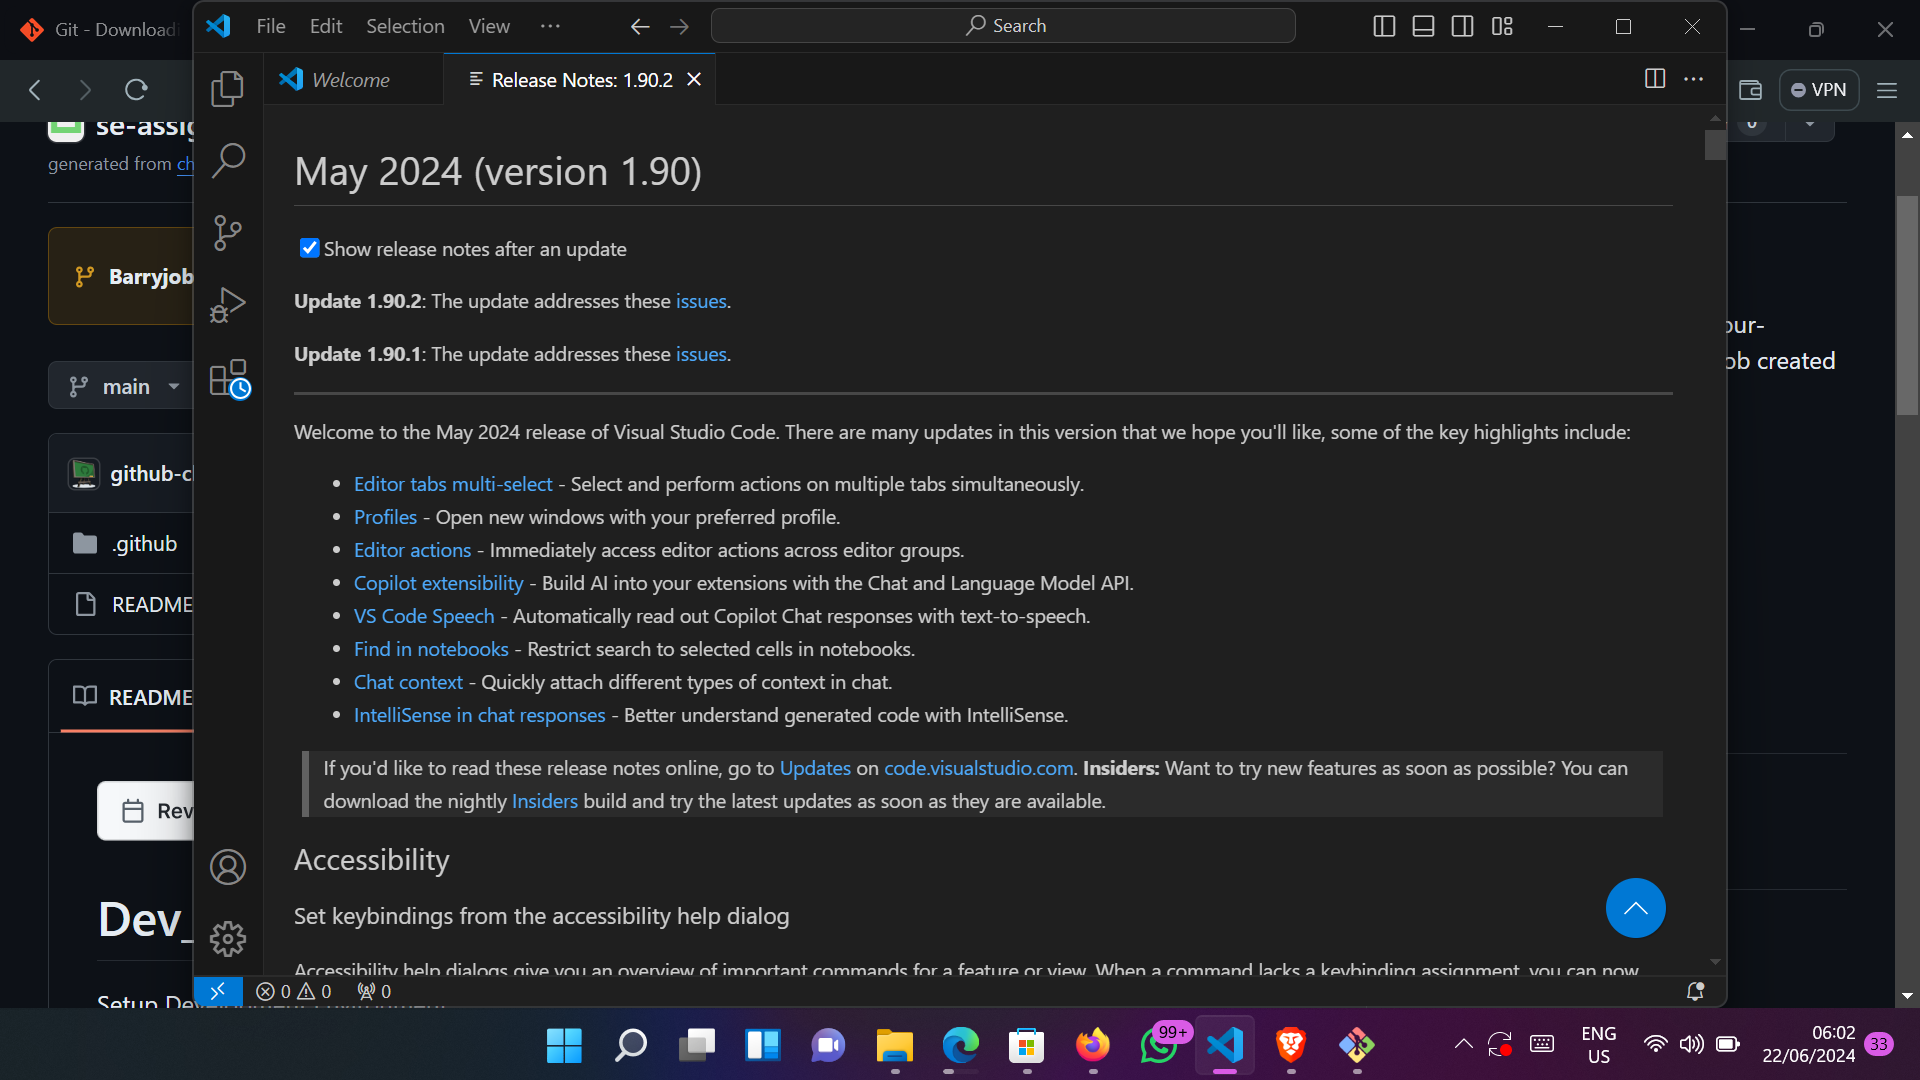 Git - Downloadi
File Edit Selection View ···
Search
Welcome
Release Notes: 1.90.2
VPN
se-assig
generated from ch
0
May 2024 (version 1.90)
Show release notes after an update
Barryjob
Update 1.90.2: The update addresses these issues.
our-
Update 1.90.1: The update addresses these issues.
ob created
main
Welcome to the May 2024 release of Visual Studio Code. There are many updates in this version that we hope you'll like, some of the key highlights include:
github-cl
• Editor tabs multi-select - Select and perform actions on multiple tabs simultaneously.
• Profiles - Open new windows with your preferred profile.
.github
• Editor actions - Immediately access editor actions across editor groups.
• Copilot extensibility - Build AI into your extensions with the Chat and Language Model API.
README
• VS Code Speech - Automatically read out Copilot Chat responses with text-to-speech.
• Find in notebooks - Restrict search to selected cells in notebooks.
• Chat context - Quickly attach different types of context in chat.
README
• IntelliSense in chat responses - Better understand generated code with IntelliSense.
If you'd like to read these release notes online, go to Updates on code.visualstudio.com. Insiders: Want to try new features as soon as possible? You can
download the nightly Insiders build and try the latest updates as soon as they are available.
Rev
Accessibility
Set keybindings from the accessibility help dialog
Dev_
Accessibility help dialogs give you an overview of important commands for a feature or view. When a command lacks a keybinding assignment, you can now
0 0 0
Setup Development Environment
99+
ENG
US
06:02
22/06/2024
33